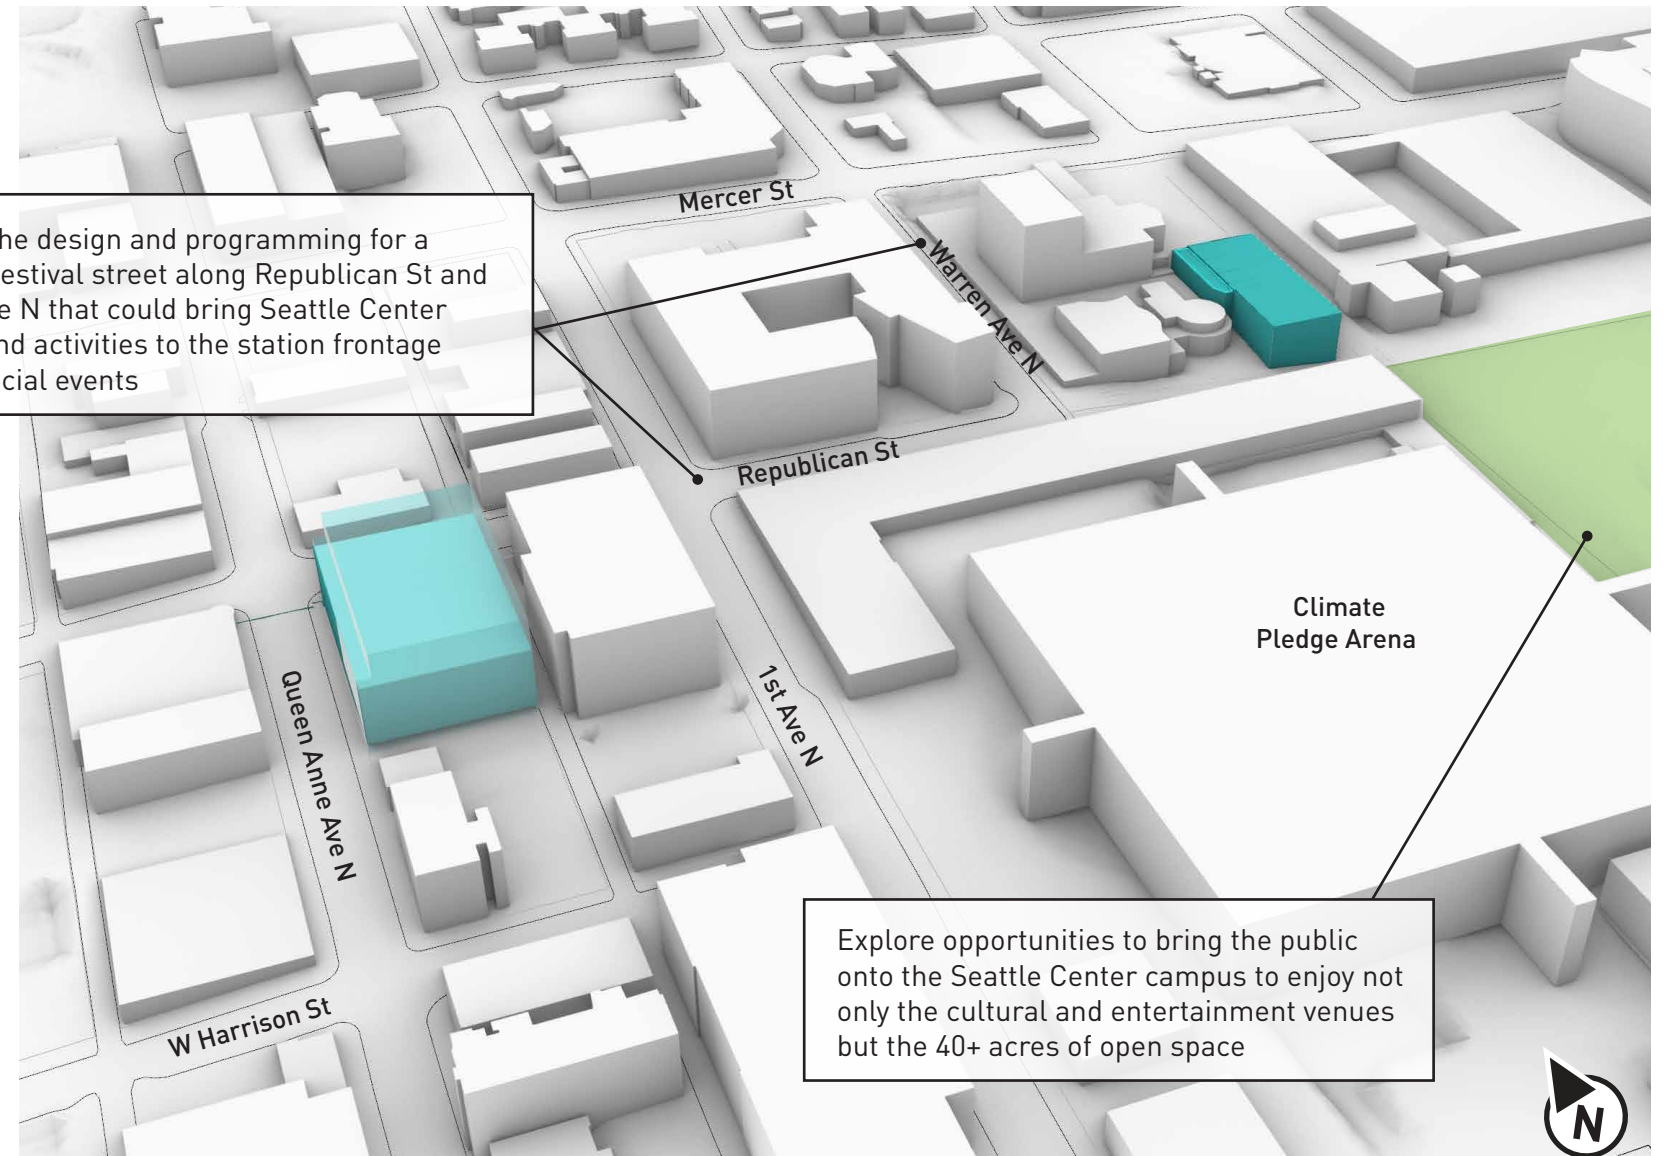 Mercer St
he design and programming for a
estival street along Republican St and
e N that could bring Seattle Center
nd activities to the station frontage
cial events
Warren Ave N
Republican St
Climate
Pledge Arena
Queen Anne Ave N
1st Ave N
Explore opportunities to bring the public
onto the Seattle Center campus to enjoy not
only the cultural and entertainment venues
but the 40+ acres of open space
W Harrison St
N